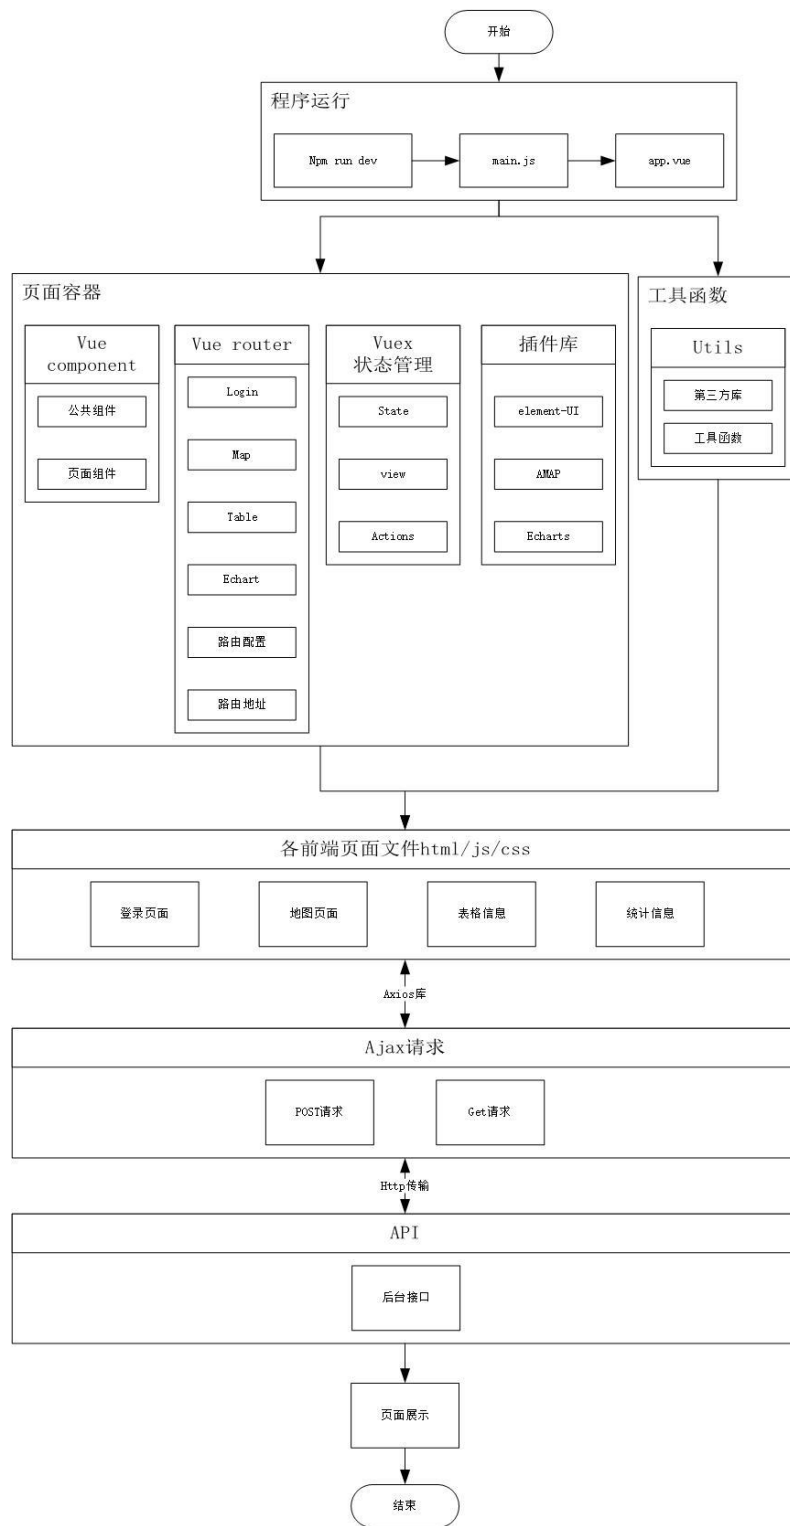 开始
程序运行
Npm run dev
main.js
app.vue
页面容器
Vue
component
公共组件
页面组件
Vue router
Login
Map
Table
Echart
路由配置
路由地址
Vuex
状态管理
State
view
Actions
插件库
element-UI
AMAP
Echarts
工具函数
Utils
第三方库
工具函数
各前端页面文件html/js/css
登录页面
地图页面
表格信息
统计信息
Axios库
Ajax请求
POST请求
Get请求
Http传输
API
后台接口
页面展示
结束